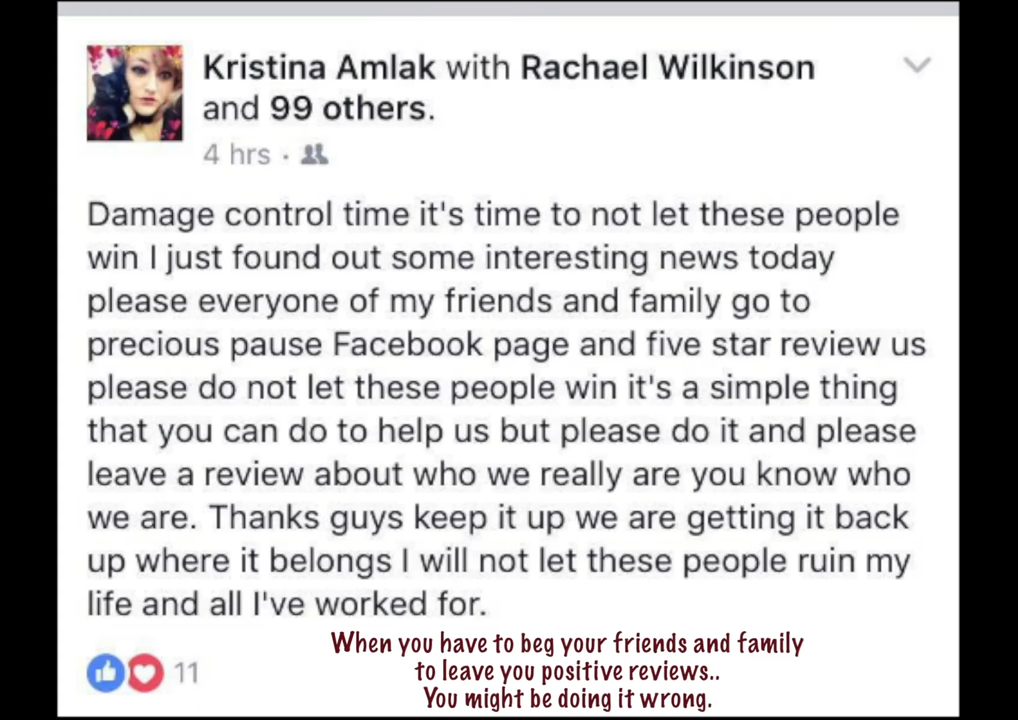 Kristina Amlak with Rachael Wilkinson
and 99 others.
4 hrs ·
Damage control time it's time to not let these people
win I just found out some interesting news today
please everyone of my friends and family go to
precious pause Facebook page and five star review us
please do not let these people win it's a simple thing
that you can do to help us but please do it and please
leave a review about who we really are you know who
we are. Thanks guys keep it up we are getting it back
up where it belongs I will not let these people ruin my
life and all I've worked for.
11
When you have to beg your friends and family
to leave you positive reviews..
You might be doing it wrong.